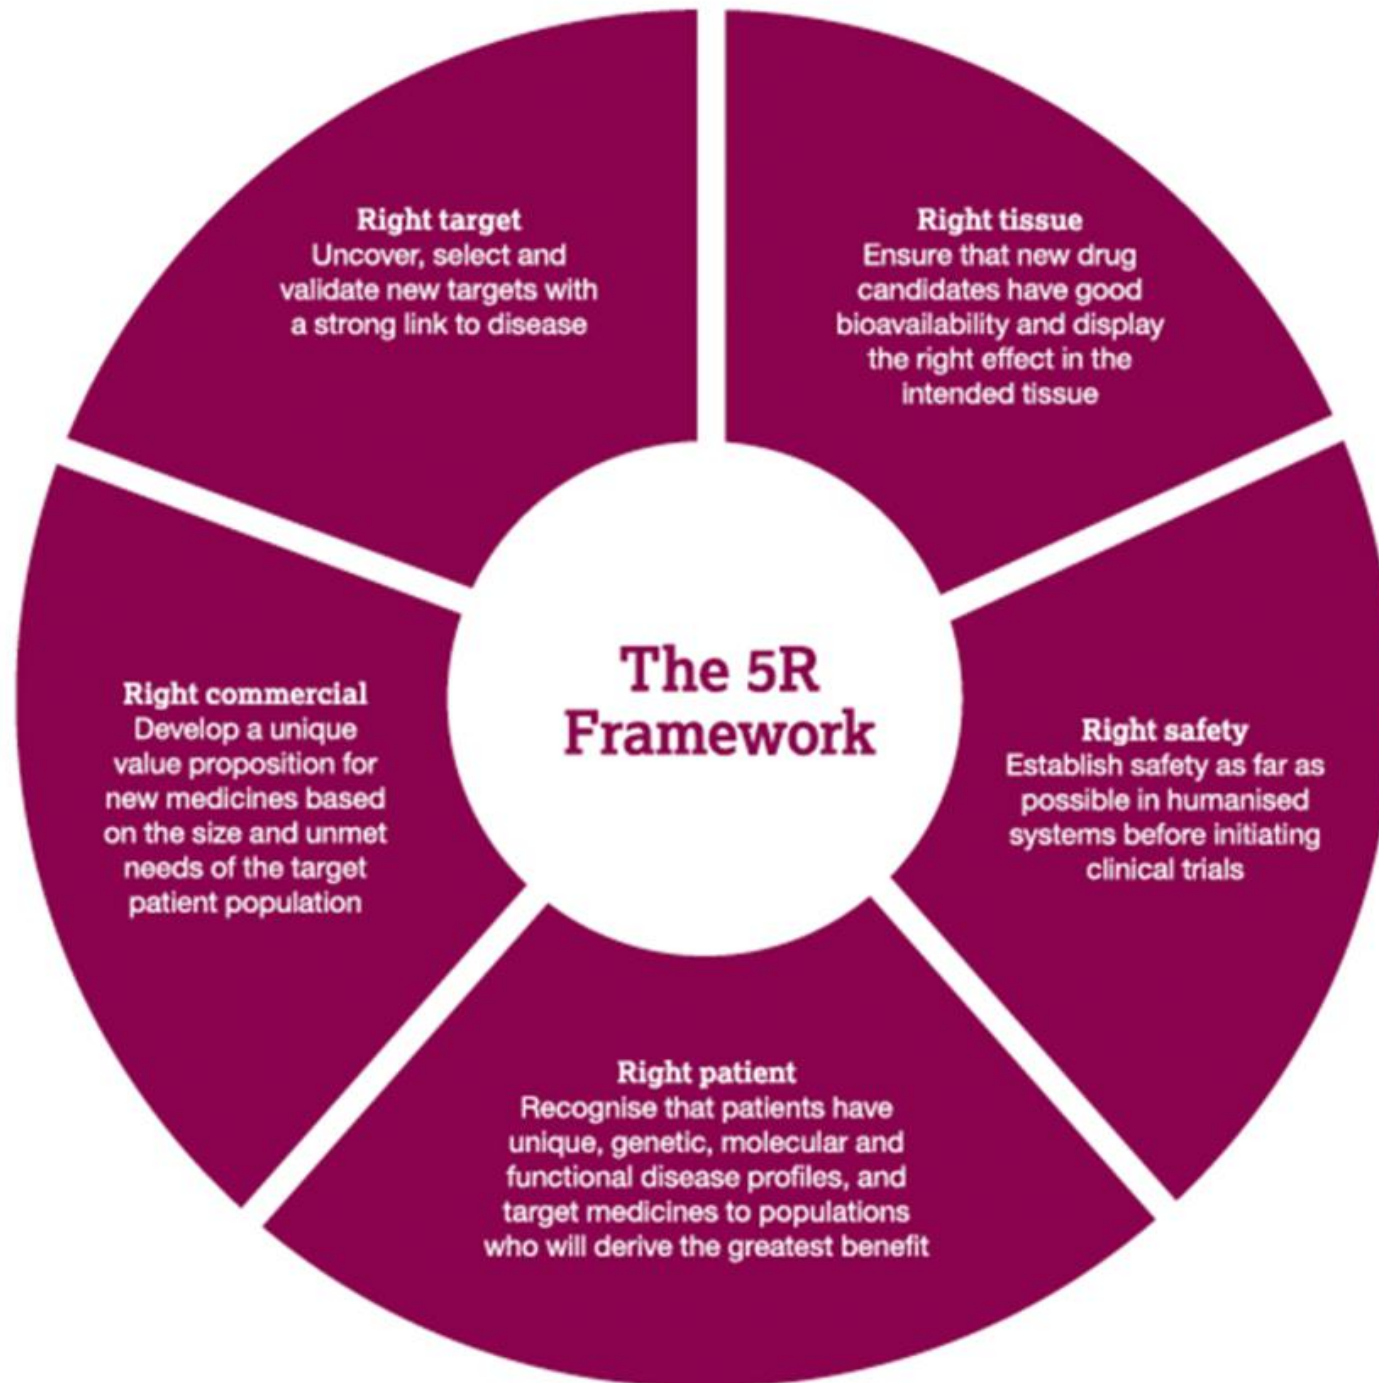 Right target
Uncover, select and
validate new targets with
a strong link to disease
Right tissue
Ensure that new drug
candidates have good
bioavailability and display
the right effect in the
intended tissue
The 5R
Framework
Right commercial
Develop a unique
value proposition for
new medicines based
on the size and unmet
needs of the target
patient population
Right safety
Establish safety as far as
possible in humanised
systems before initiating
clinical trials
Right patient
Recognise that patients have
unique, genetic, molecular and
functional disease profiles, and
target medicines to populations
who will derive the greatest benefit